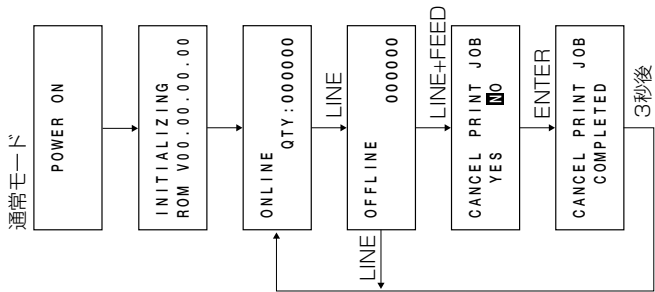 通常モード
POWER ON
INITIALIZING
ROM V00.00.00.00
ONLINE
QTY:000000
LINE
OFFLINE
000000
LINE
LINE+FEED
CANCEL PRINT JOB
YES NO
ENTER
CANCEL PRINT JOB
COMPLETED
3秒後